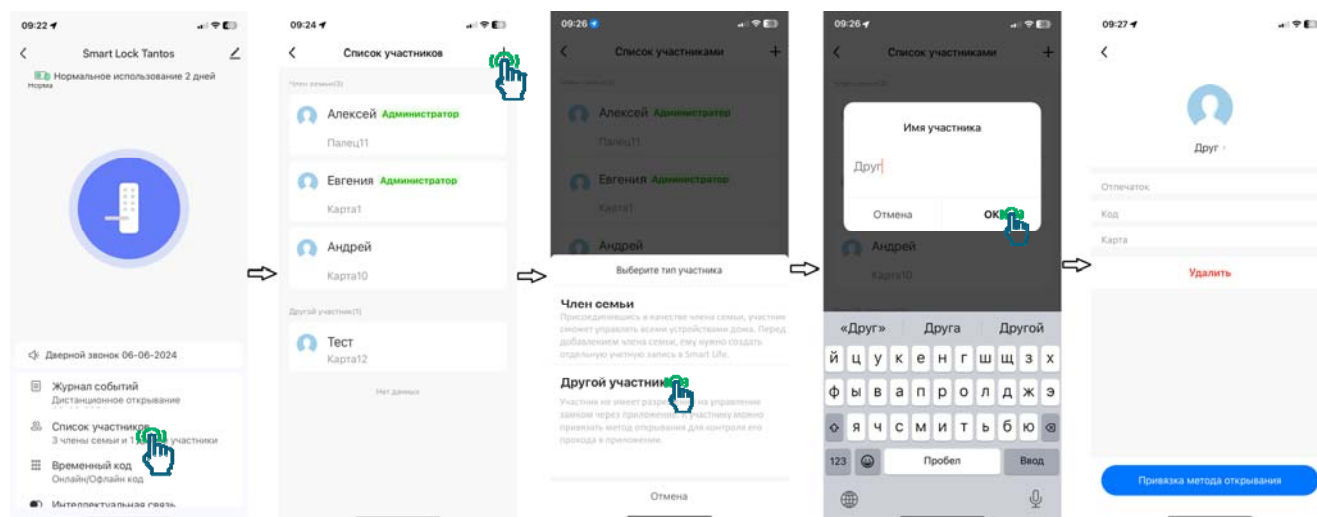 09:22
Smart Lock Tantos
Нормальное использование 2 дней
Норма
Дверной звонок 06-06-2024
Журнал событий
Дистанционное открывание
Список участников
3 члены семьи и 1 участники
Временный код
Онлайн/Офлайн код
Интеллектуальная связь
09:24
Список участников
Член семьи(3)
Алексей Администратор
Палец11
Евгения Администратор
Карта1
Андрей
Карта10
Другой участник(1)
Тест
Карта12
Нет данных
09:26
Список участниками
Член семьи(3)
Алексей Администратор
Палец11
Евгения Администратор
Карта1
Андрей
Выберите тип участника
Член семьи
Присоединившись в качестве члена семьи, участник
сможет управлять всеми устройствами дома. Перед
добавлением члена семьи, ему нужно создать
отдельную учетную запись в Smart Life.
Другой участник
Участник не имеет на управление
замком через приложение. участнику можно
привязать метод открывания для контроля его
прохода в приложение.
Отмена
09:26
Список участниками
Имя участника
Друг
Отмена
OK
Андрей
Карта10
«Друг» Друга Другой
й ц у к е н г ш щ з х
ф ы в а п р о л д ж э
я ч с м и т ь б ю
123 Пробел Ввод
09:27
Друг
Отпечаток
Код
Карта
Удалить
Привязка метода открывания